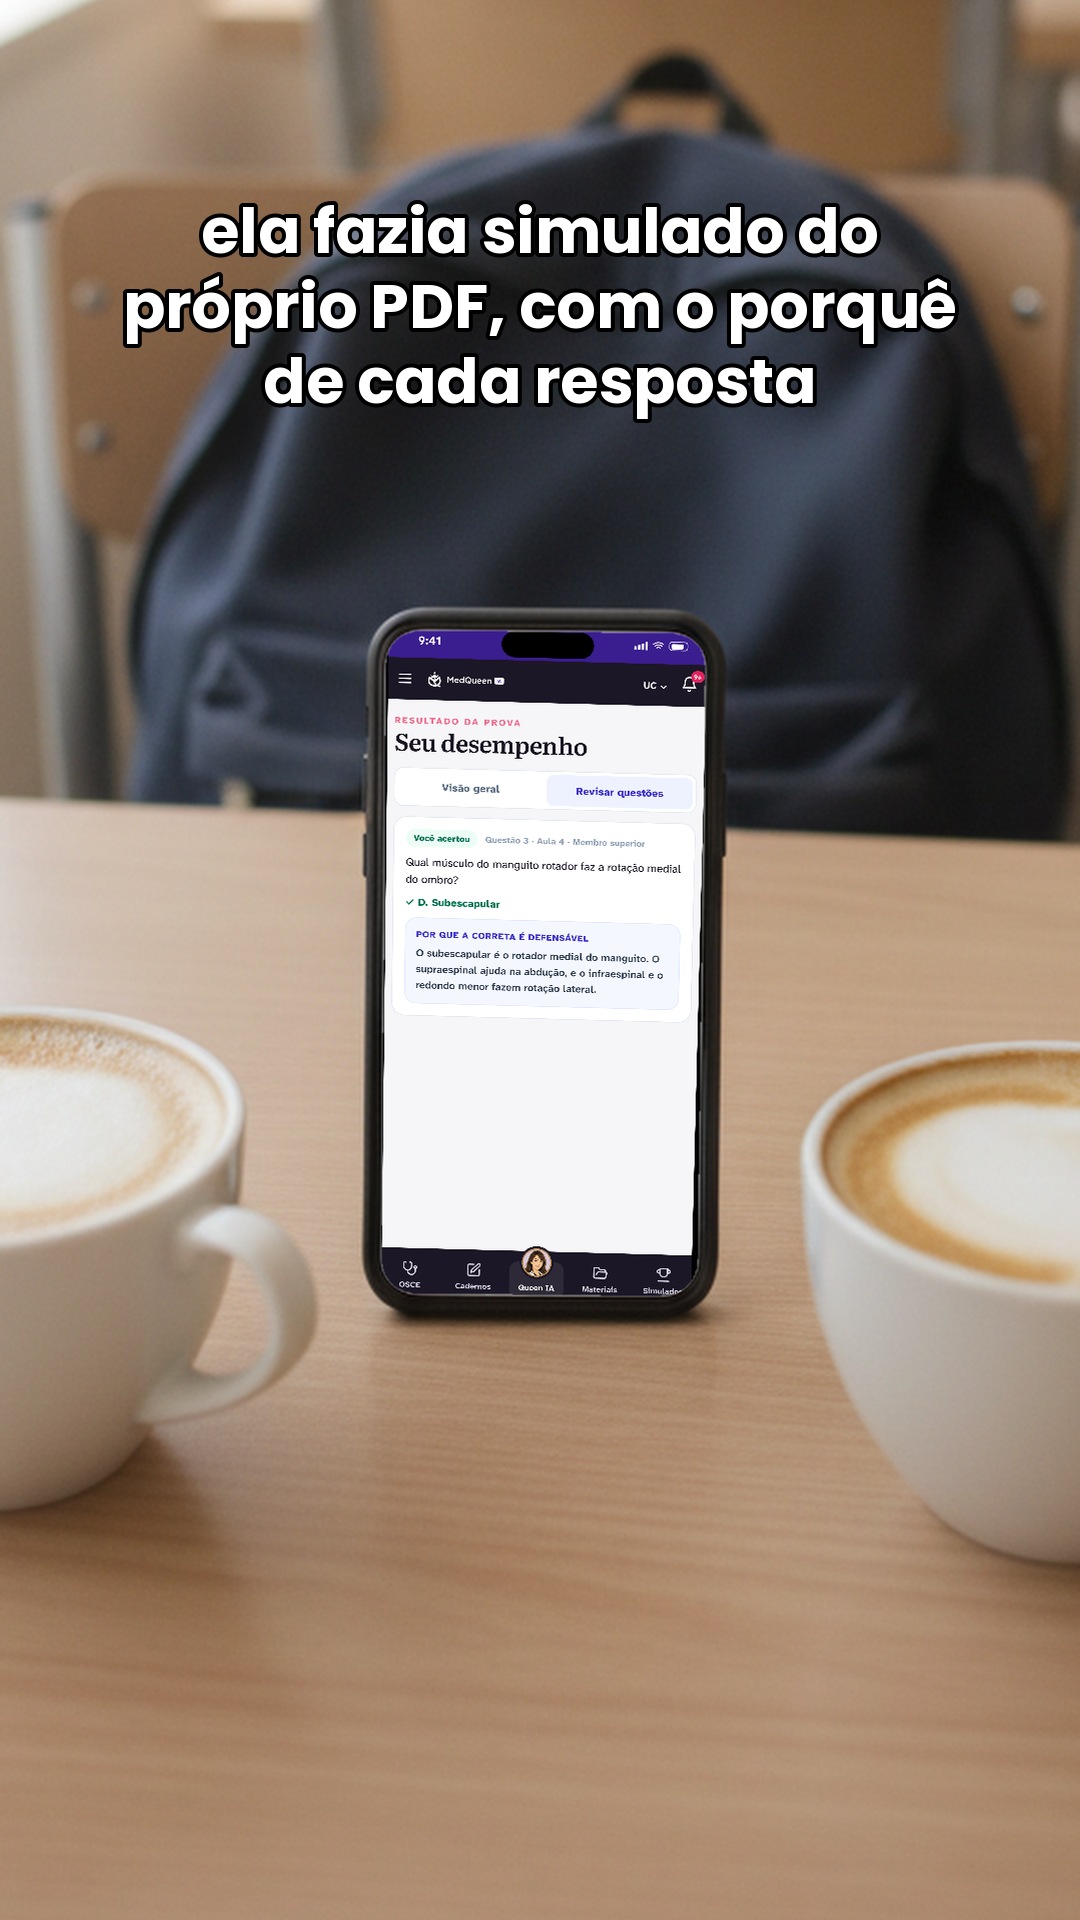 ela fazia simulado do
próprio PDF, com o porquê
de cada resposta
9:41
MedQueen
UC
9+
RESULTADO DA PROVA
Seu desempenho
Visão geral
Revisar questões
Você acertou
Questão 3 - Aula 4 - Membro superior
Qual músculo do manguito rotador faz a rotação medial
do ombro?
✓ D. Subescapular
POR QUE A CORRETA É DEFENSÁVEL
O subescapular é o rotador medial do manguito. O
supraespinal ajuda na abdução, e o infraespinal e o
redondo menor fazem rotação lateral.
OSCE
Cadernos
Queen IA
Materiais
Simulados